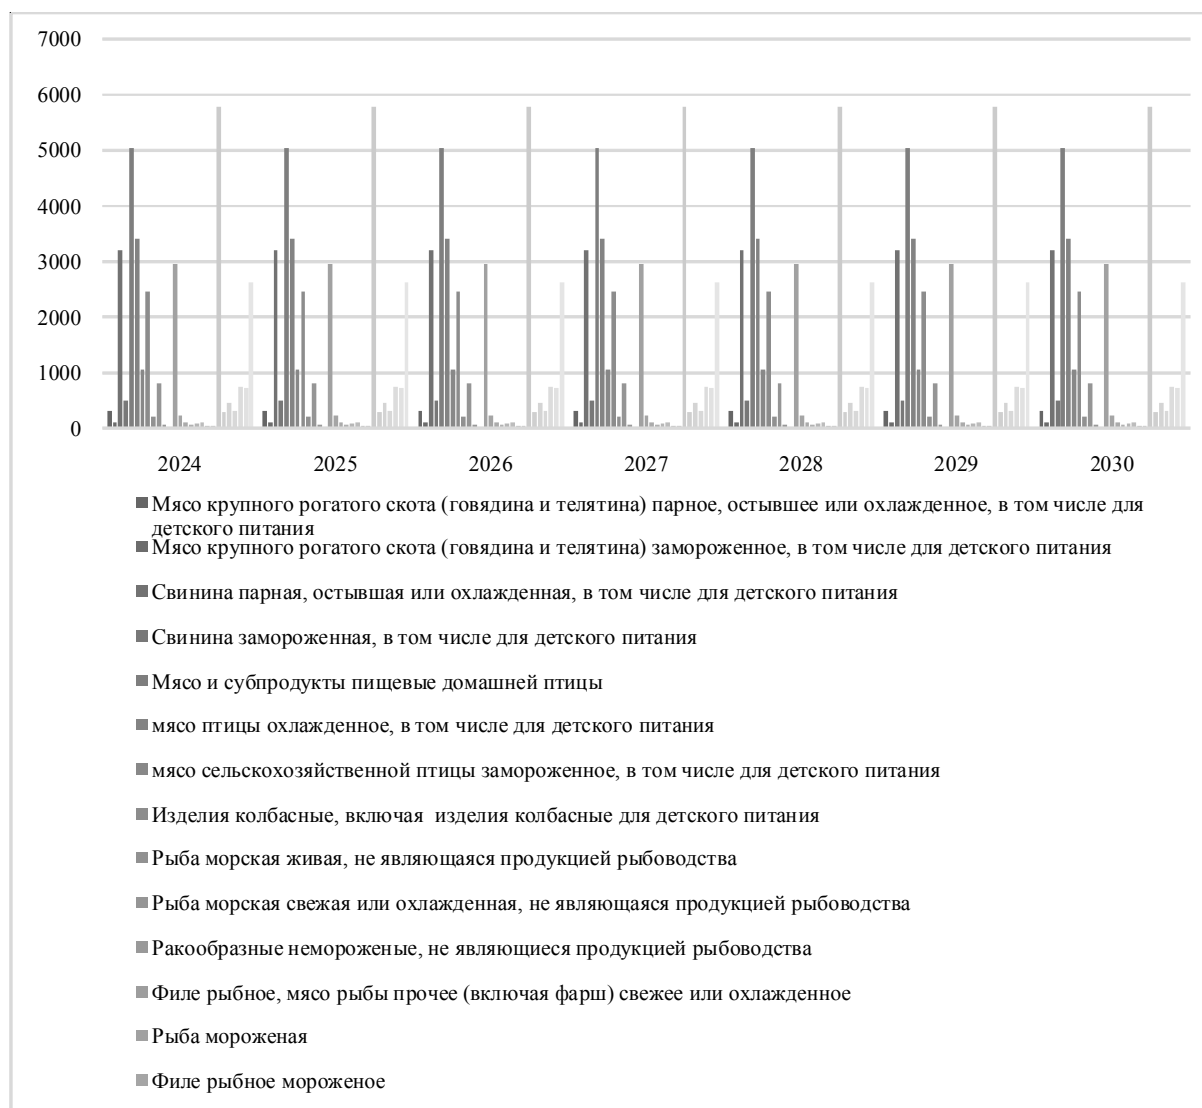 7000
6000
5000
4000
3000
2000
1000
0
2024 2025 2026 2027 2028 2029 2030
Мясо крупного рогатого скота (говядина и телятина) парное, остывшее или охлажденное, в том числе для
детского питания
Мясо крупного рогатого скота (говядина и телятина) замороженное, в том числе для детского питания
Свинина парная, остывшая или охлажденная, в том числе для детского питания
Свинина замороженная, в том числе для детского питания
Мясо и субпродукты пищевые домашней птицы
мясо птицы охлажденное, в том числе для детского питания
мясо сельскохозяйственной птицы замороженное, в том числе для детского питания
Изделия колбасные, включая  изделия колбасные для детского питания
Рыба морская живая, не являющаяся продукцией рыбоводства
Рыба морская свежая или охлажденная, не являющаяся продукцией рыбоводства
Ракообразные немороженые, не являющиеся продукцией рыбоводства
Филе рыбное, мясо рыбы прочее (включая фарш) свежее или охлажденное
Рыба мороженая
Филе рыбное мороженое